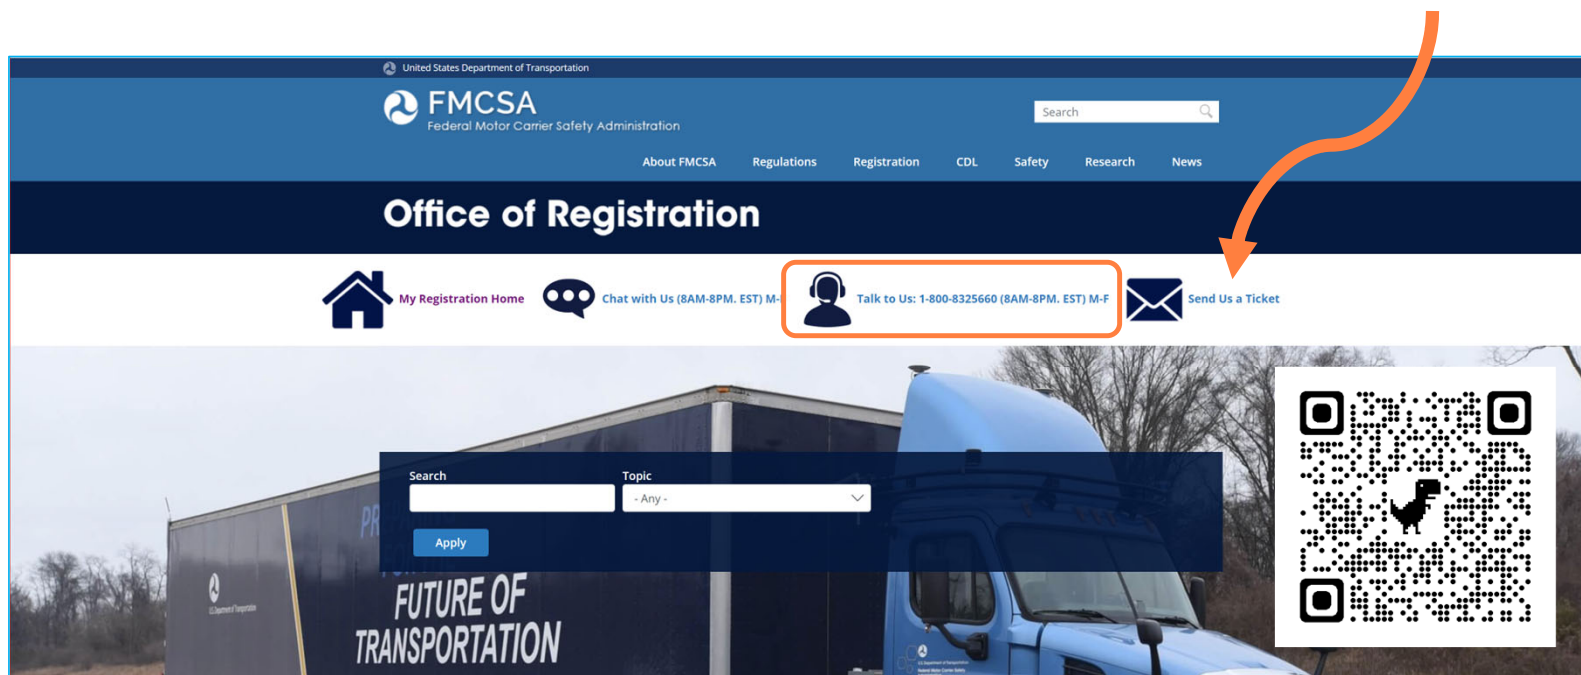 United States Department of Transportation
FMCSA
Federal Motor Carrier Safety Administration
Search
About FMCSA Regulations Registration CDL Safety Research News
Office of Registration
My Registration Home
Chat with Us (8AM-8PM. EST) M-
Talk to Us: 1-800-8325660 (8AM-8PM. EST) M-F
Send Us a Ticket
Search
Topic
- Any -
Apply
FUTURE OF
TRANSPORTATION